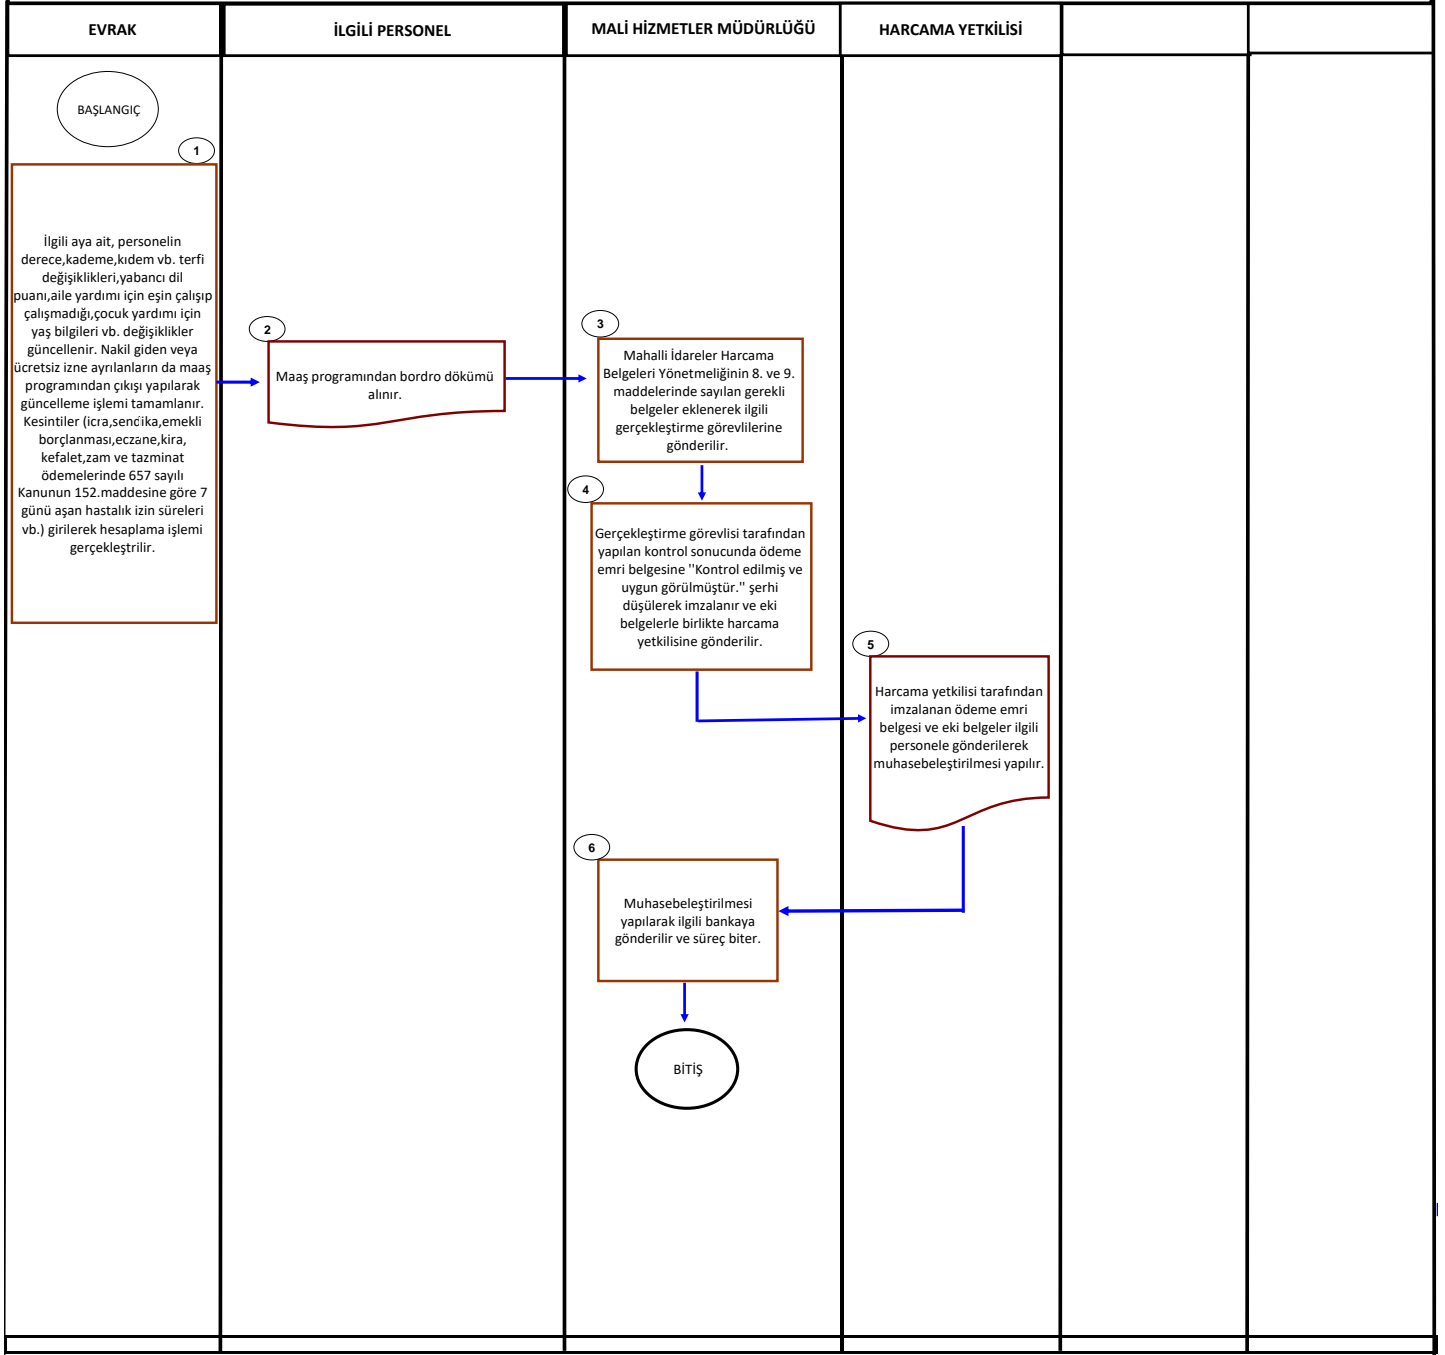 EVRAK
İLGİLİ PERSONEL
MALİ HİZMETLER MÜDÜRLÜĞÜ
HARCAMA YETKİLİSİ
BAŞLANGIÇ
1
İlgili aya ait, personelin
derece,kademe,kıdem vb. terfi
değişiklikleri,yabancı dil
puanı,aile yardımı için eşin çalışıp
çalışmadığı,çocuk yardımı için
yaş bilgileri vb. değişiklikler
güncellenir. Nakil giden veya
ücretsiz izne ayrılanların da maaş
programından çıkışı yapılarak
güncelleme işlemi tamamlanır.
Kesintiler (icra,sendika,emekli
borçlanması,eczane,kira,
kefalet,zam ve tazminat
ödemelerinde 657 sayılı
Kanunun 152.maddesine göre 7
günü aşan hastalık izin süreleri
vb.) girilerek hesaplama işlemi
gerçekleştrilir.
2
Maaş programından bordro dökümü
alınır.
3
Mahalli İdareler Harcama
Belgeleri Yönetmeliğinin 8. ve 9.
maddelerinde sayılan gerekli
belgeler eklenerek ilgili
gerçekleştirme görevlilerine
gönderilir.
4
Gerçekleştirme görevlisi tarafından
yapılan kontrol sonucunda ödeme
emri belgesine "Kontrol edilmiş ve
uygun görülmüştür." şerhi
düşülerek imzalanır ve eki
belgelerle birlikte harcama
yetkilisine gönderilir.
5
Harcama yetkilisi tarafından
imzalanan ödeme emri
belgesi ve eki belgeler ilgili
personele gönderilerek
muhasebeleştirilmesi yapılır.
6
Muhasebeleştirilmesi
yapılarak ilgili bankaya
gönderilir ve süreç biter.
BİTİŞ